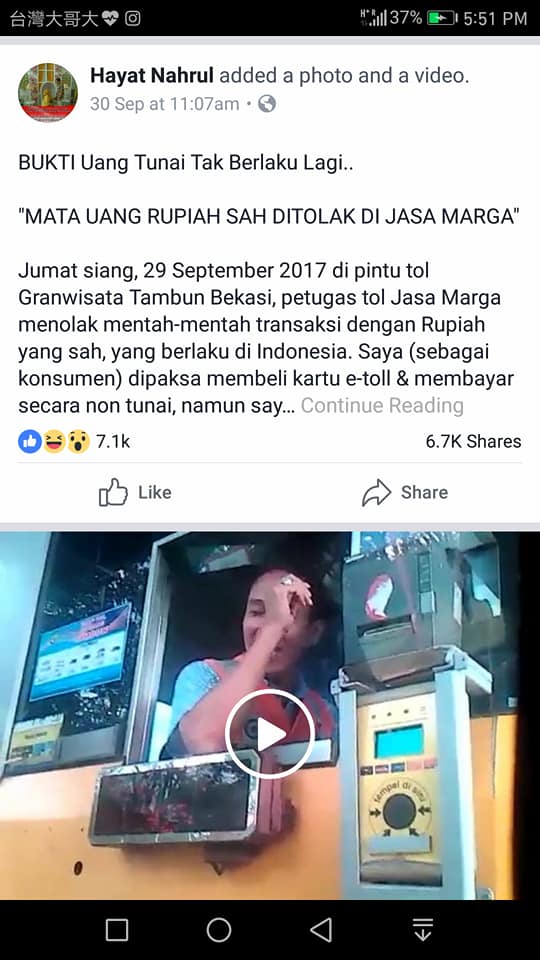 台灣大哥大
H+ R 37% 5:51 PM
Hayat Nahrul added a photo and a video.
30 Sep at 11:07am •
BUKTI Uang Tunai Tak Berlaku Lagi..
"MATA UANG RUPIAH SAH DITOLAK DI JASA MARGA"
Jumat siang, 29 September 2017 di pintu tol
Granwisata Tambun Bekasi, petugas tol Jasa Marga
menolak mentah-mentah transaksi dengan Rupiah
yang sah, yang berlaku di Indonesia. Saya (sebagai
konsumen) dipaksa membeli kartu e-toll & membayar
secara non tunai, namun say... Continue Reading
7.1k 6.7K Shares
Like Share
tempel di sini